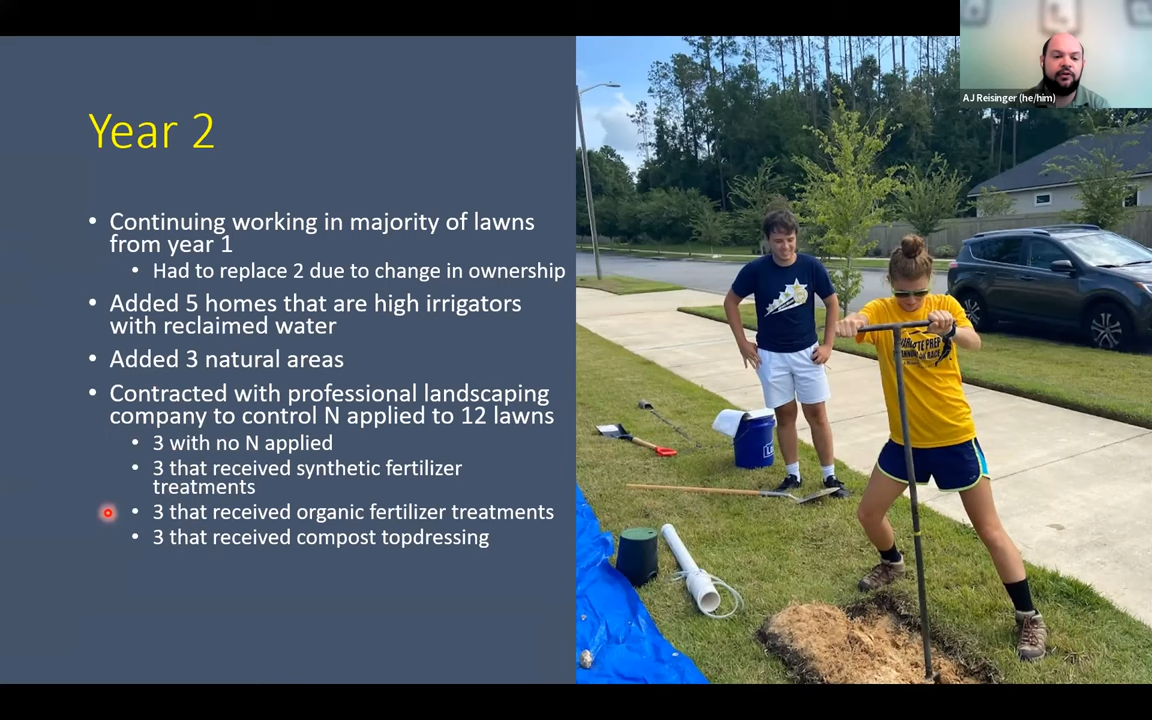 AJ Reisinger (he/him)
Year 2
• Continuing working in majority of lawns
from year 1
• Had to replace 2 due to change in ownership
• Added 5 homes that are high irrigators
with reclaimed water
• Added 3 natural areas
• Contracted with professional landscaping
company to control N applied to 12 lawns
• 3 with no N applied
• 3 that received synthetic fertilizer
treatments
• 3 that received organic fertilizer treatments
• 3 that received compost topdressing